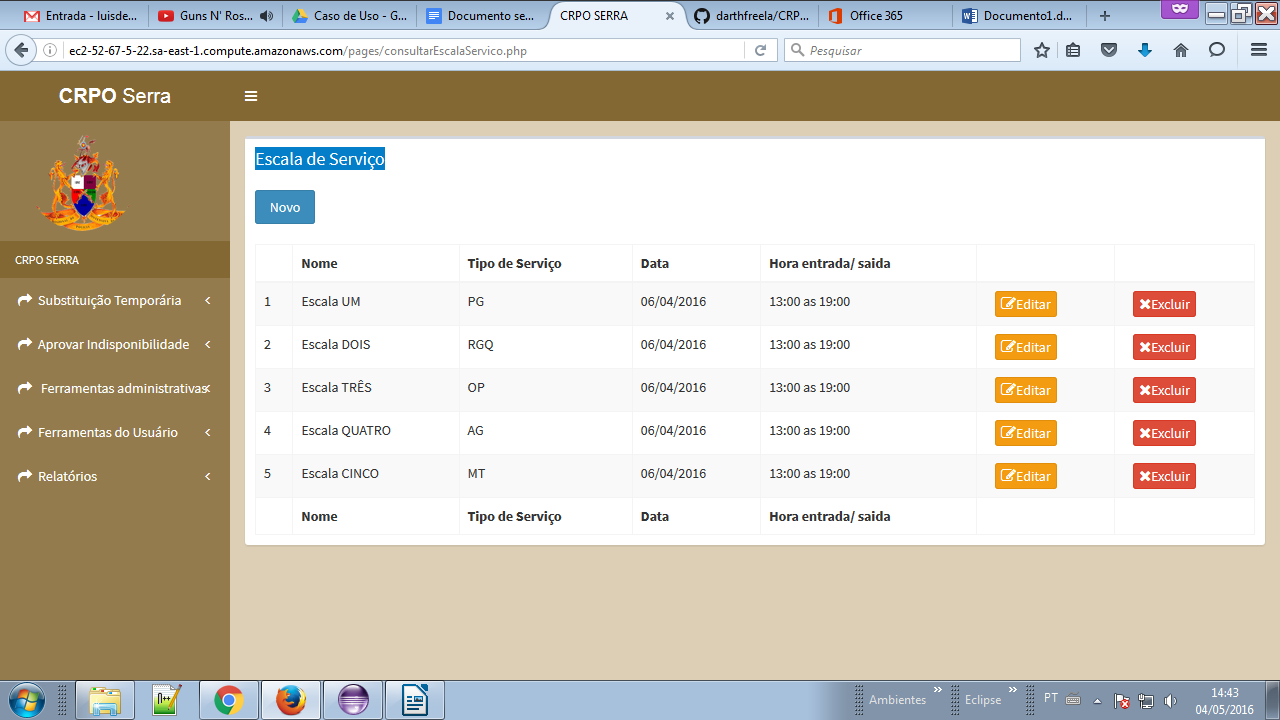 Entrada - luisde...
Guns N' Ros...
Caso de Uso - G...
Documento se...
CRPO SERRA
darthfreela/CRP...
Office 365
Documento1.d...
ec2-52-67-5-22.sa-east-1.compute.amazonaws.com/pages/consultarEscalaServico.php
Pesquisar
CRPO Serra
CRPO SERRA
Substituição Temporária
Aprovar Indisponibilidade
Ferramentas administrativas
Ferramentas do Usuário
Relatórios
Escala de Serviço
Novo
Nome Tipo de Serviço Data Hora entrada/ saida
1 Escala UM PG 06/04/2016 13:00 as 19:00 Editar Excluir
2 Escala DOIS RGQ 06/04/2016 13:00 as 19:00 Editar Excluir
3 Escala TRÊS OP 06/04/2016 13:00 as 19:00 Editar Excluir
4 Escala QUATRO AG 06/04/2016 13:00 as 19:00 Editar Excluir
5 Escala CINCO MT 06/04/2016 13:00 as 19:00 Editar Excluir
Nome Tipo de Serviço Data Hora entrada/ saida
Ambientes
Eclipse
PT
14:43
04/05/2016